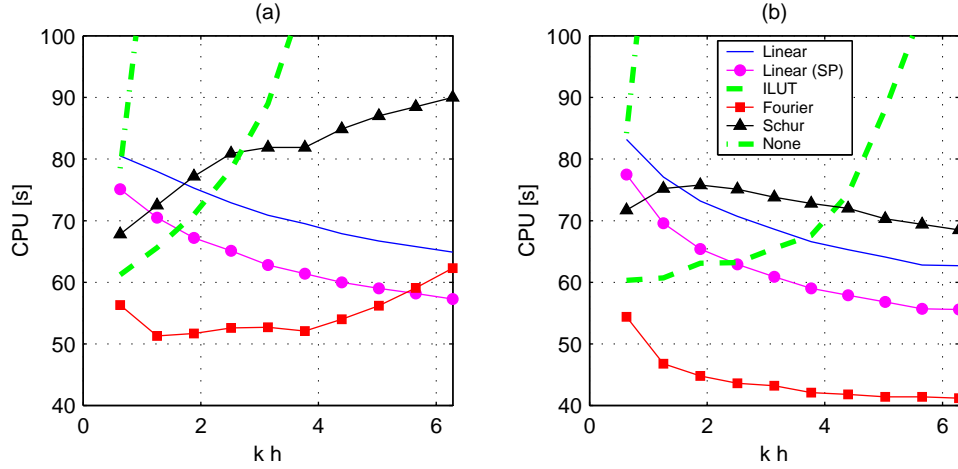 (a)
100
90
80
70
60
50
40
CPU [s]
0 2 4 6
k h
(b)
100
90
80
70
60
50
40
CPU [s]
0 2 4 6
k h
Linear
Linear (SP)
ILUT
Fourier
Schur
None